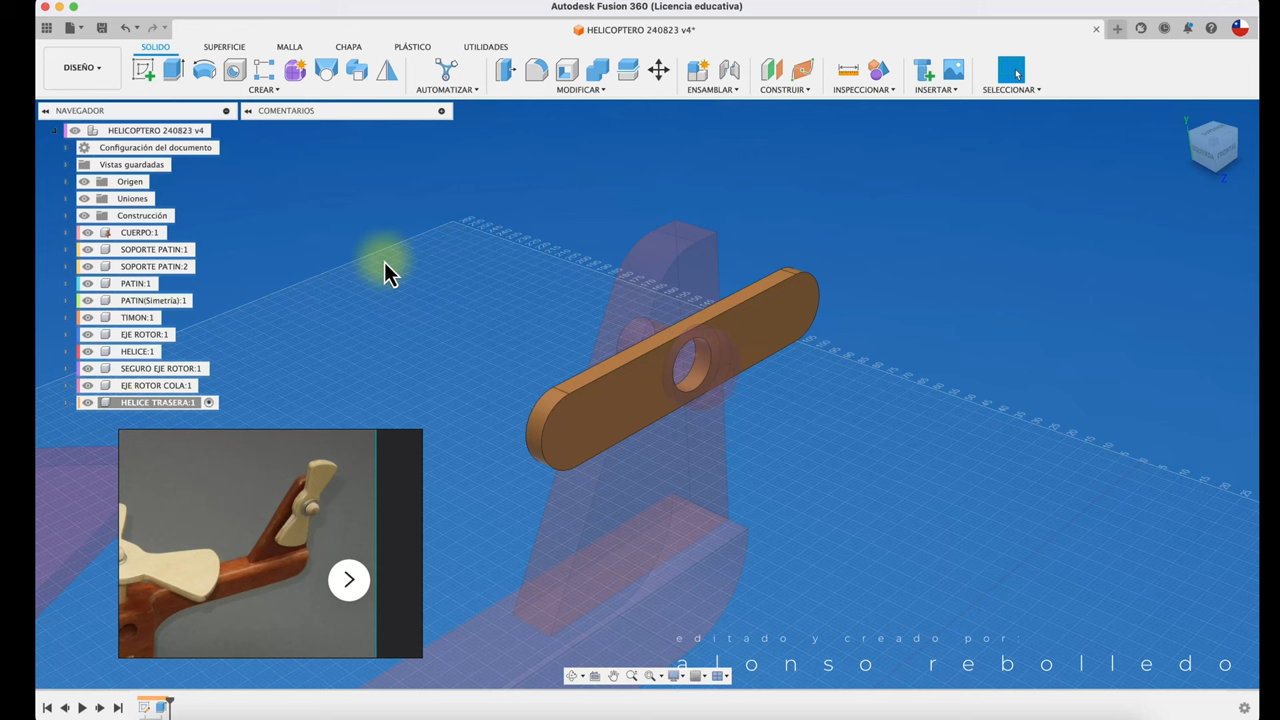 Autodesk Fusion 360 (Licencia educativa)
HELICOPTERO 240823 v4*
DISEÑO
SOLIDO
SUPERFICIE
MALLA
CHAPA
PLÁSTICO
UTILIDADES
CREAR
AUTOMATIZAR
MODIFICAR
ENSAMBLAR
CONSTRUIR
INSPECCIONAR
INSERTAR
SELECCIONAR
NAVEGADOR
COMENTARIOS
HELICOPTERO 240823 v4
Configuración del documento
Vistas guardadas
Origen
Uniones
Construcción
CUERPO:1
SOPORTE PATIN:1
SOPORTE PATIN:2
PATIN:1
PATIN(Simetría):1
TIMON:1
EJE ROTOR:1
HELICE:1
SEGURO EJE ROTOR:1
EJE ROTOR COLA:1
HELICE TRASERA:1
Y
Z
editado y creado por:
alonso rebolledo